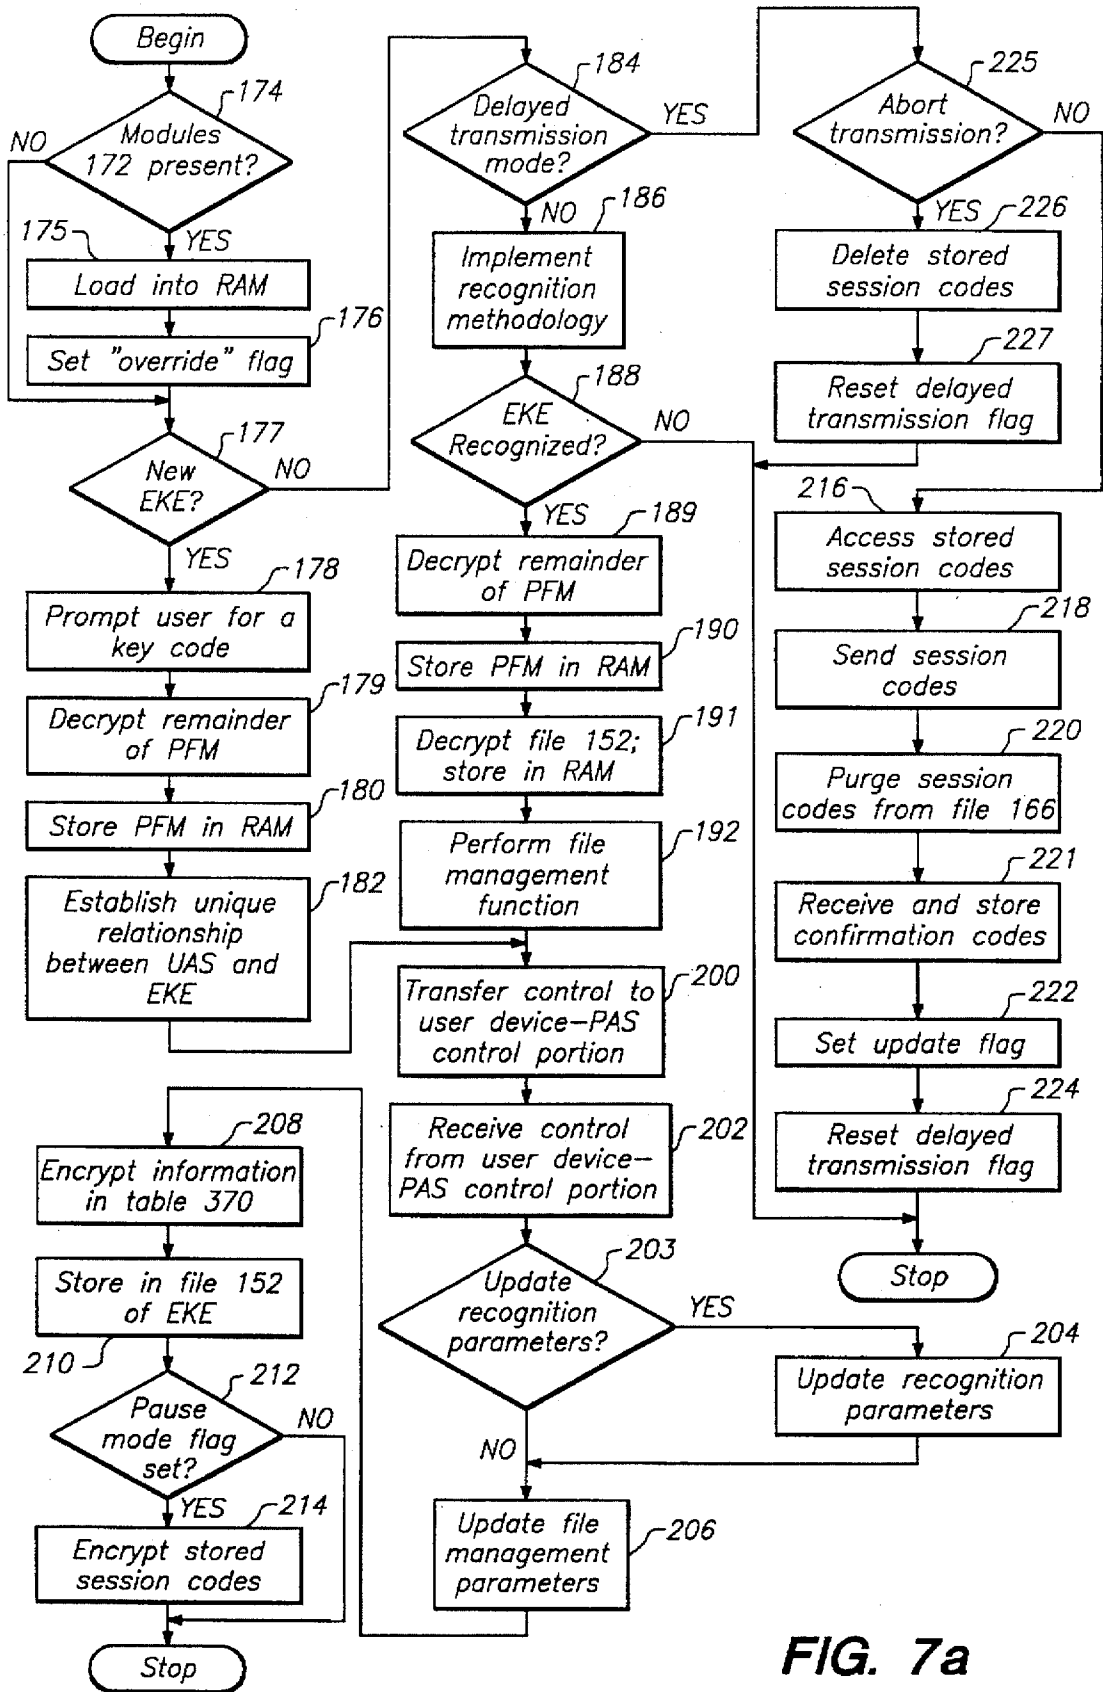 Begin
174
Modules
172 present?
NO
YES
175
Load into RAM
176
Set "override" flag
177
New
EKE?
NO
YES
178
Prompt user for a
key code
179
Decrypt remainder
of PFM
180
Store PFM in RAM
182
Establish unique
relationship
between UAS and
EKE
184
Delayed
transmission
mode?
YES
NO
186
Implement
recognition
methodology
188
EKE
Recognized?
NO
YES
189
Decrypt remainder
of PFM
190
Store PFM in RAM
191
Decrypt file 152;
store in RAM
192
Perform file
management
function
200
Transfer control to
user device-PAS
control portion
202
Receive control
from user device-
PAS control portion
203
Update
recognition
parameters?
YES
NO
204
Update recognition
parameters
206
Update file
management
parameters
208
Encrypt information
in table 370
Store in file 152
of EKE
210
212
Pause
mode flag
set?
NO
YES
214
Encrypt stored
session codes
Stop
225
Abort
transmission?
NO
YES
226
Delete stored
session codes
227
Reset delayed
transmission flag
216
Access stored
session codes
218
Send session
codes
220
Purge session
codes from file 166
221
Receive and store
confirmation codes
222
Set update flag
224
Reset delayed
transmission flag
Stop
FIG. 7a